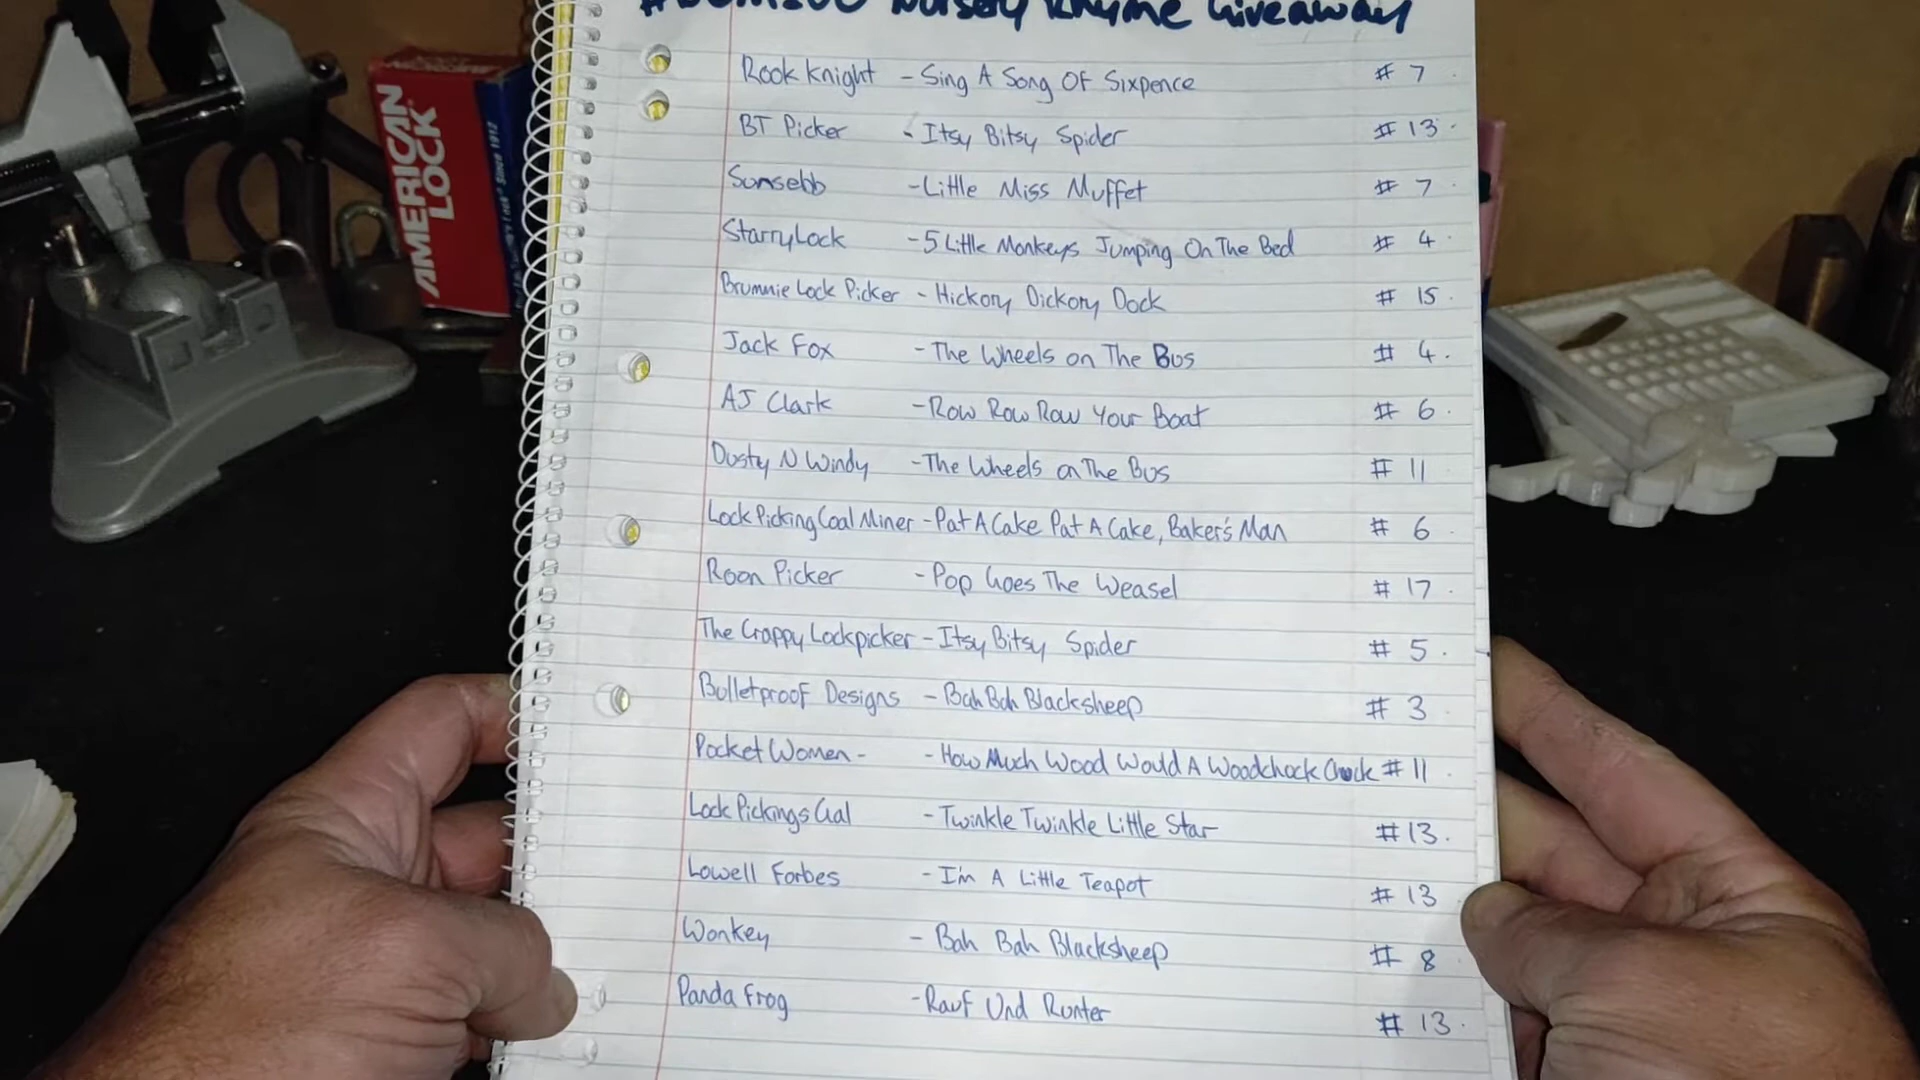 Nursery Rhyme Giveaway
Rook Knight - Sing A Song Of Sixpence # 7
BT Picker - Itsy Bitsy Spider # 13
Sunsebb - Little Miss Muffet # 7
StarryLock - 5 Little Monkeys Jumping On The Bed # 4
Brummie Lock Picker - Hickory Dickory Dock # 15
Jack Fox - The Wheels on The Bus # 4
AJ Clark - Row Row Row Your Boat # 6
Dusty N Windy - The Wheels on The Bus # 11
Lock Picking Coal Miner - Pat A Cake Pat A Cake, Baker's Man # 6
Roon Picker - Pop Goes The Weasel # 17
The Crappy Lockpicker - Itsy Bitsy Spider # 5
Bulletproof Designs - Bah Bah Blacksheep # 3
Pocket Women - - How Much Wood Would A Woodchuck Chuck # 11
Lock Pickings Gal - Twinkle Twinkle Little Star # 13
Lowell Forbes - I'm A Little Teapot # 13
Wonkey - Bah Bah Blacksheep # 8
Panda Frog - Rauf Und Runter # 13
AMERICAN
LOCK
Since 1912